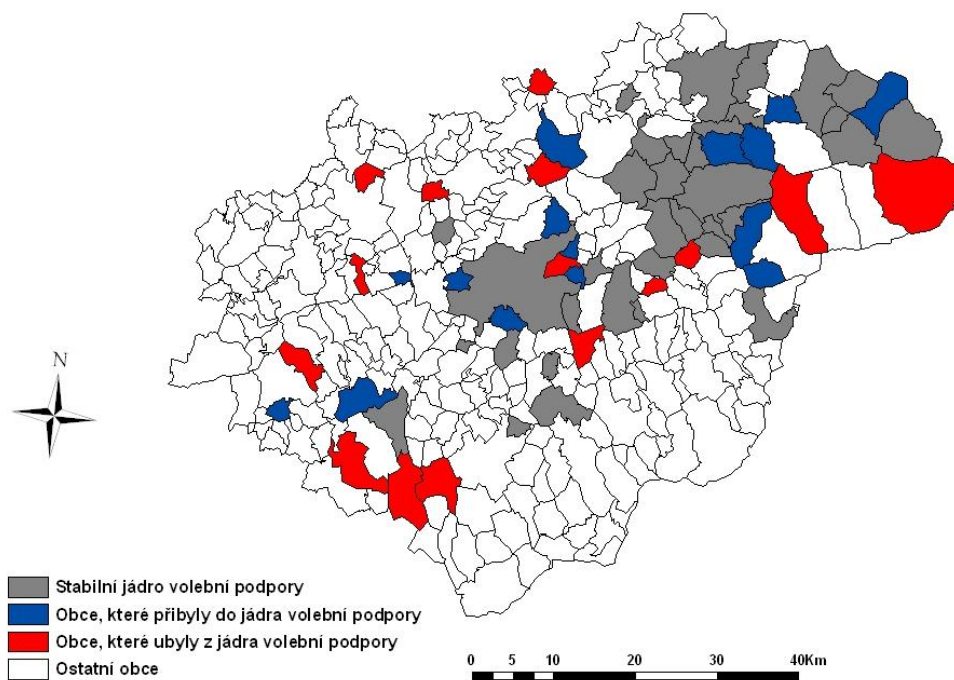 N
Stabilní jádro volební podpory
Obce, které přibyly do jádra volební podpory
Obce, které ubyly z jádra volební podpory
Ostatní obce
0 5 10 20 30 40Km